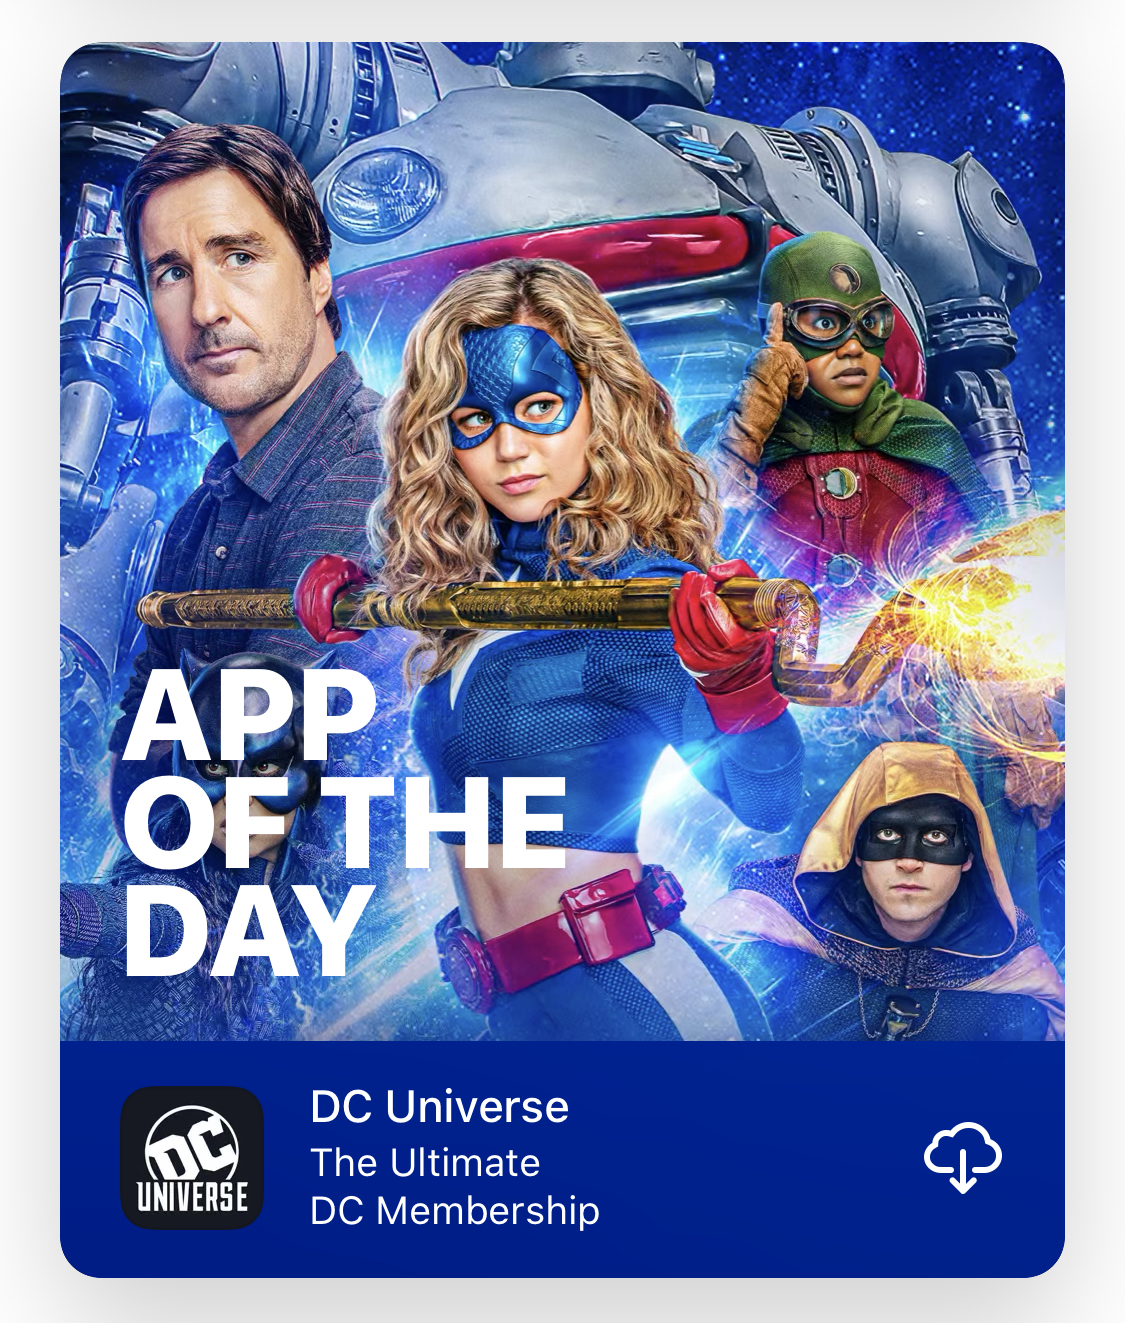 APP
OF THE
DAY
DC
UNIVERSE
DC Universe
The Ultimate
DC Membership